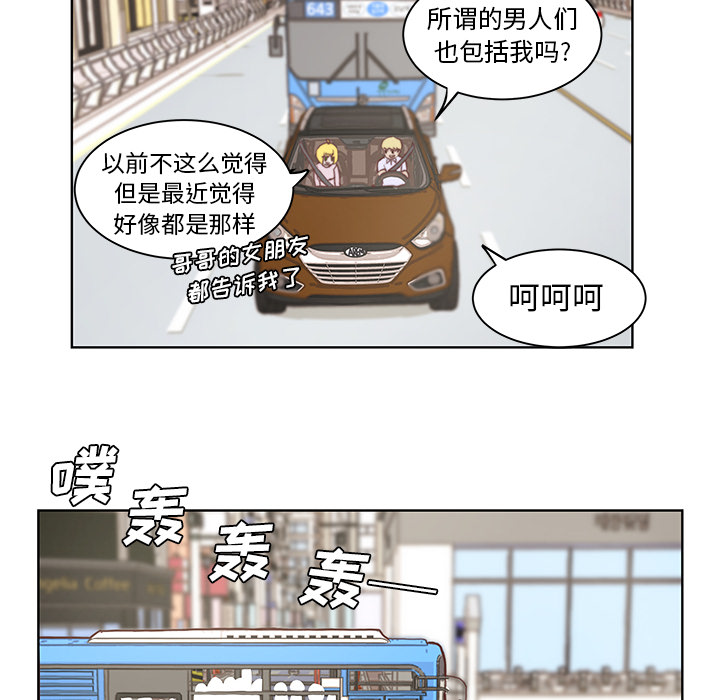 643
所谓的男人们
也包括我吗?
以前不这么觉得
但是最近觉得
好像都是那样
哥哥的女朋友
都告诉我了
呵呵呵
噗
轰
轰
轰
Coffee